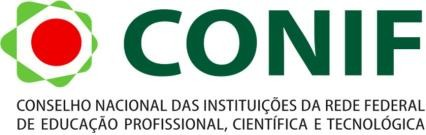 CONIF
CONSELHO NACIONAL DAS INSTITUIÇÕES DA REDE FEDERAL
DE EDUCAÇÃO PROFISSIONAL, CIENTÍFICA E TECNOLÓGICA